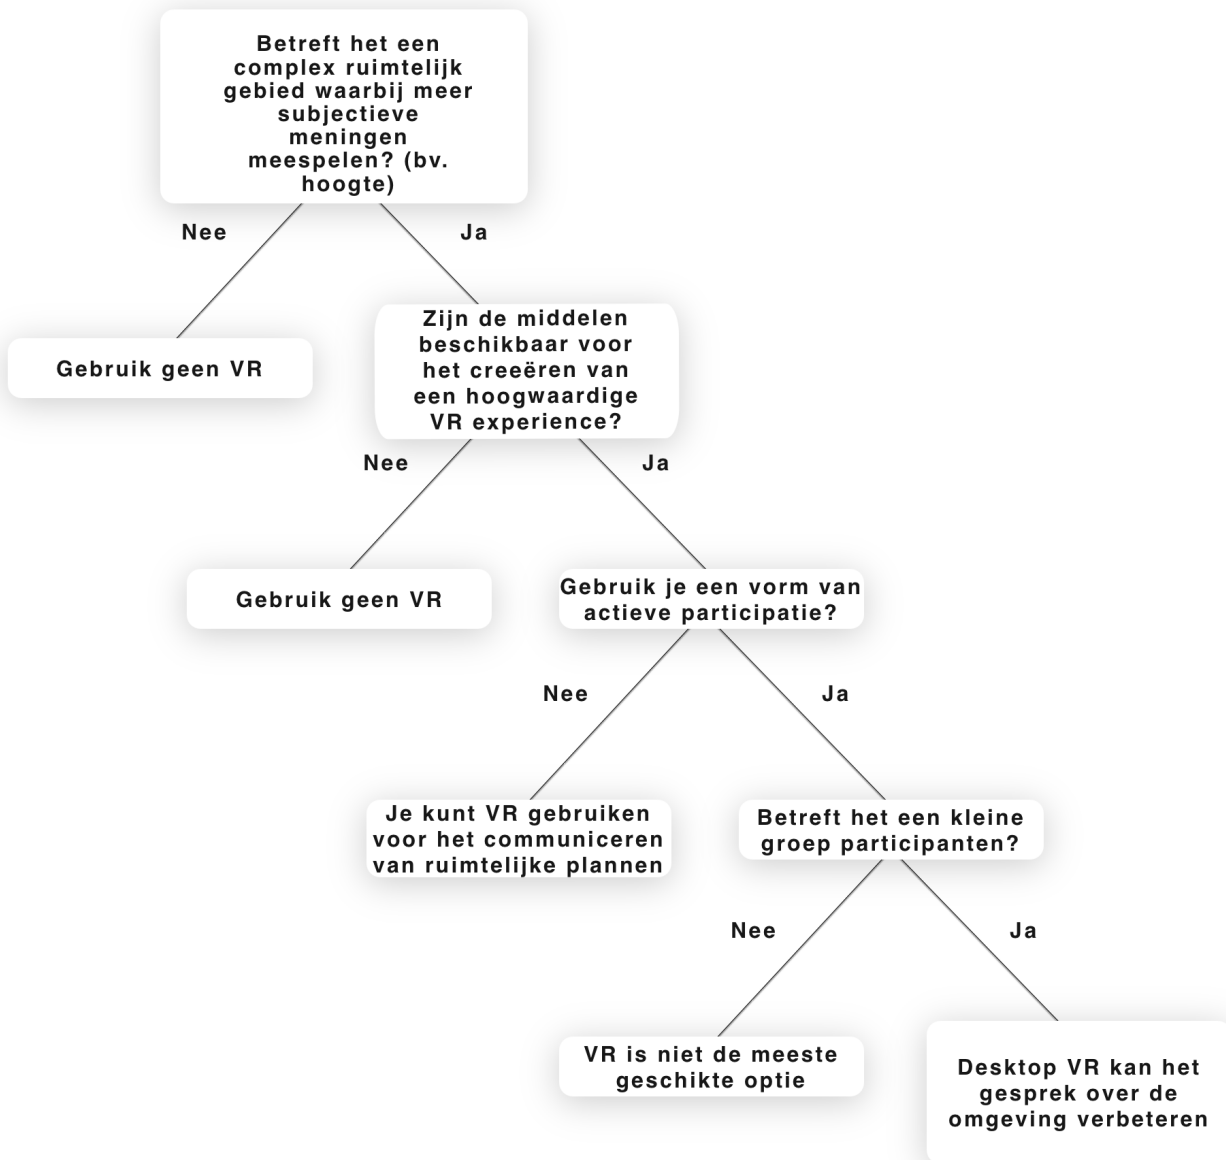 Betreft het een
complex ruimtelijk
gebied waarbij meer
subjectieve
meningen
meespelen? (bv.
hoogte)
Nee
Ja
Gebruik geen VR
Zijn de middelen
beschikbaar voor
het creeëren van
een hoogwaardige
VR experience?
Nee
Ja
Gebruik geen VR
Gebruik je een vorm van
actieve participatie?
Nee
Ja
Je kunt VR gebruiken
voor het communiceren
van ruimtelijke plannen
Betreft het een kleine
groep participanten?
Nee
Ja
VR is niet de meeste
geschikte optie
Desktop VR kan het
gesprek over de
omgeving verbeteren